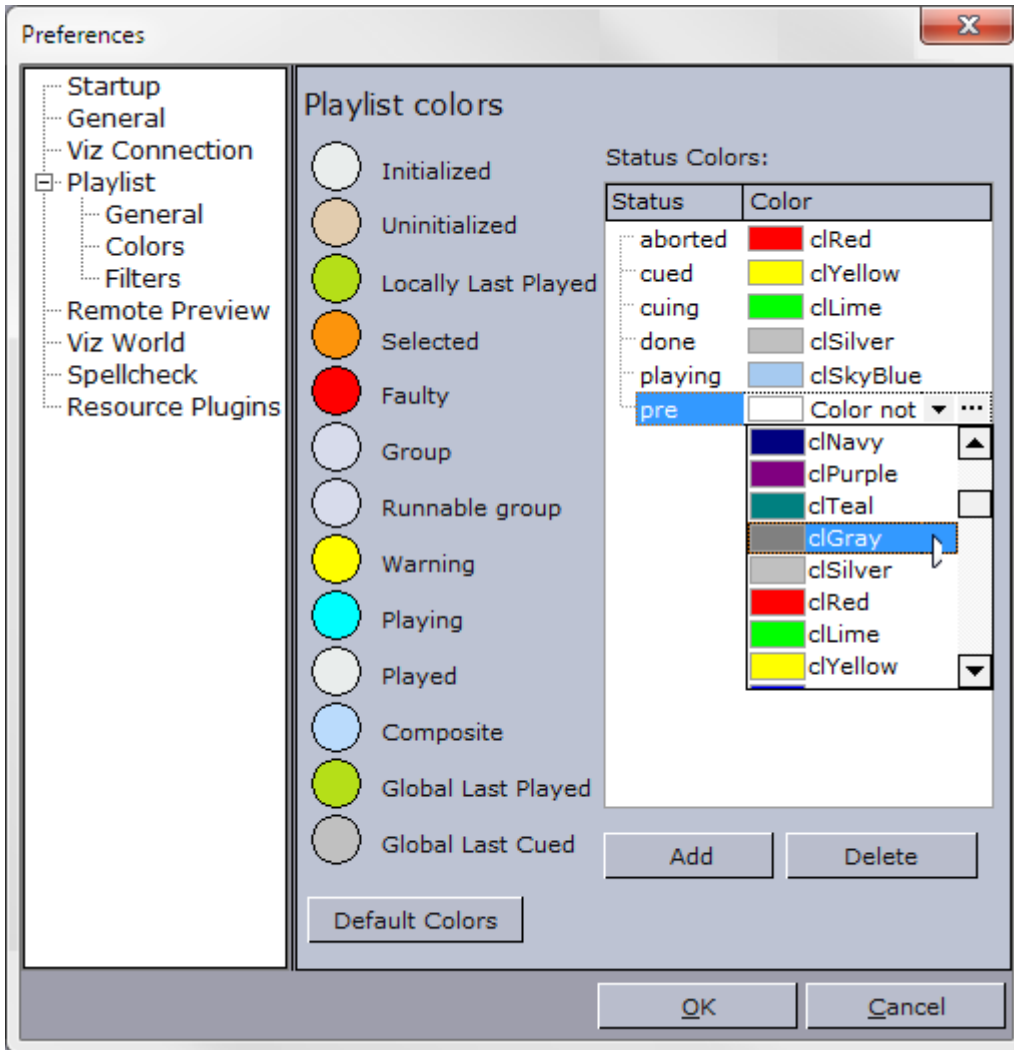 Preferences
Startup
General
Viz Connection
Playlist
General
Colors
Filters
Remote Preview
Viz World
Spellcheck
Resource Plugins
Playlist colors
Initialized
Uninitialized
Locally Last Played
Selected
Faulty
Group
Runnable group
Warning
Playing
Played
Composite
Global Last Played
Global Last Cued
Default Colors
Status Colors:
Status Color
aborted clRed
cued clYellow
cuing clLime
done clSilver
playing clSkyBlue
pre Color not ...
clNavy
clPurple
clTeal
clGray
clSilver
clRed
clLime
clYellow
Add Delete
OK Cancel